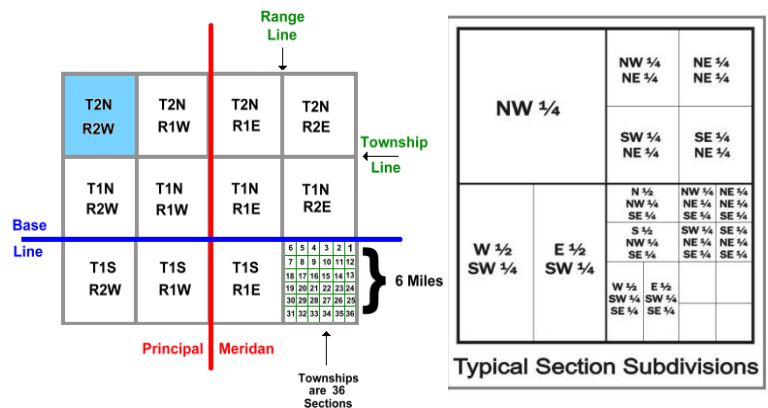 Range
Line
T2N
R2W
T2N
R1W
T2N
R1E
T2N
R2E
Township
Line
T1N
R2W
T1N
R1W
T1N
R1E
T1N
R2E
Base
Line
T1S
R2W
T1S
R1W
T1S
R1E
6 5 4 3 2 1
7 8 9 10 11 12
18 17 16 15 14 13
19 20 21 22 23 24
30 29 28 27 26 25
31 32 33 34 35 36
6 Miles
Principal Meridan
Townships
are 36
Sections
NW ¼
NW ¼
NE ¼
NE ¼
NE ¼
SW ¼
NE ¼
SE ¼
NE ¼
W ½
SW ¼
E ½
SW ¼
N ½
NW ¼
SE ¼
NW ¼
NE ¼
SE ¼
NE ¼
NE ¼
SE ¼
S ½
NW ¼
SE ¼
SW ¼
NE ¼
SE ¼
SE ¼
NE ¼
SE ¼
W ½
SW ¼
SE ¼
E ½
SW ¼
SE ¼
Typical Section Subdivisions